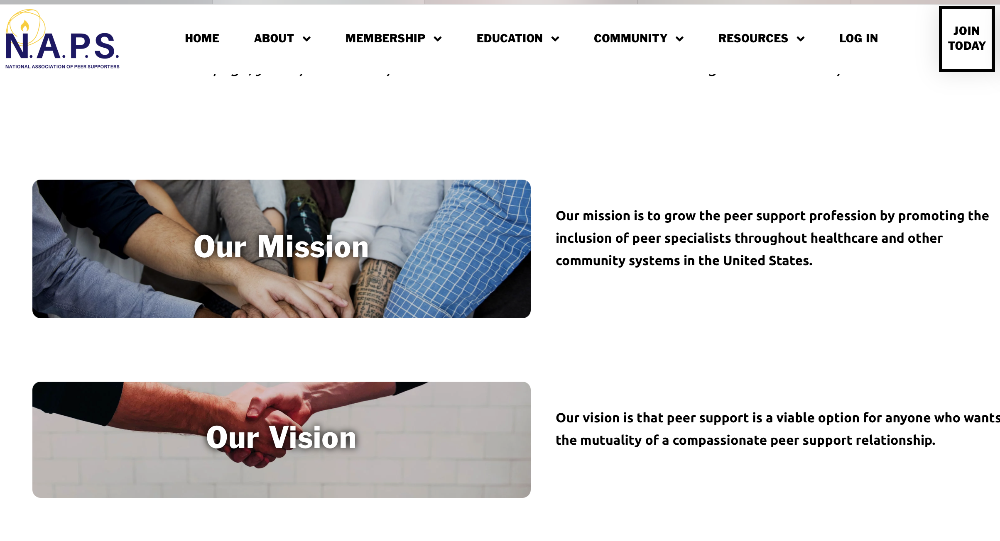 N.A.P.S.
NATIONAL ASSOCIATION OF PEER SUPPORTERS
HOME
ABOUT
MEMBERSHIP
EDUCATION
COMMUNITY
RESOURCES
LOG IN
JOIN
TODAY
Our Mission
Our mission is to grow the peer support profession by promoting the
inclusion of peer specialists throughout healthcare and other
community systems in the United States.
Our Vision
Our vision is that peer support is a viable option for anyone who wants
the mutuality of a compassionate peer support relationship.